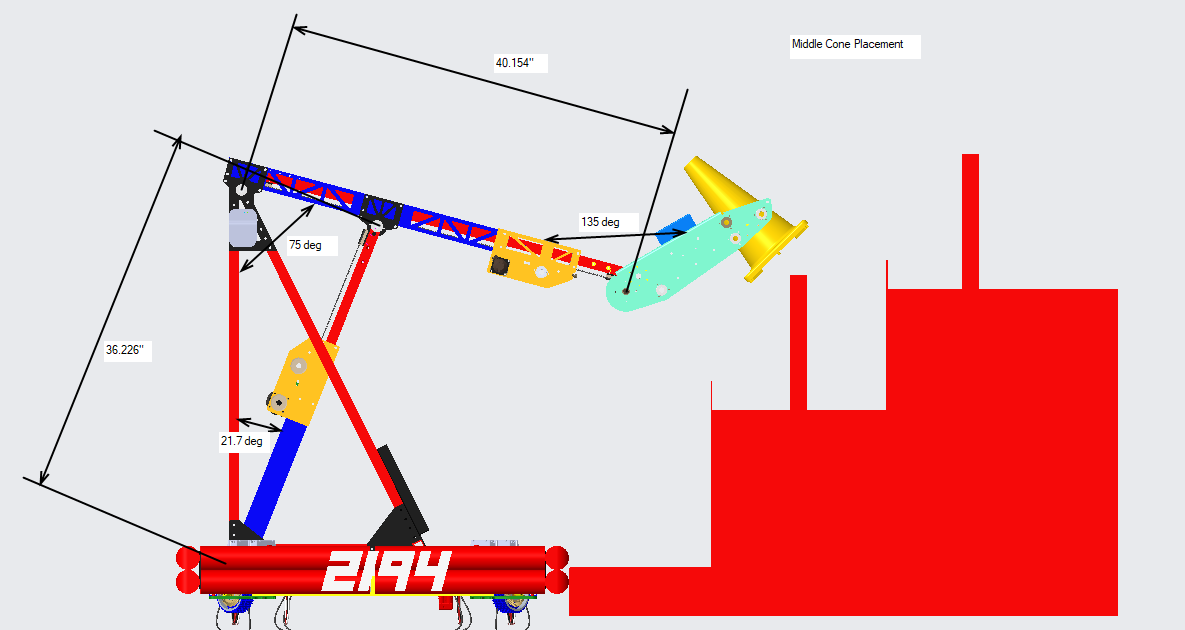 40.154"
Middle Cone Placement
135 deg
75 deg
36.226"
21.7 deg
2194